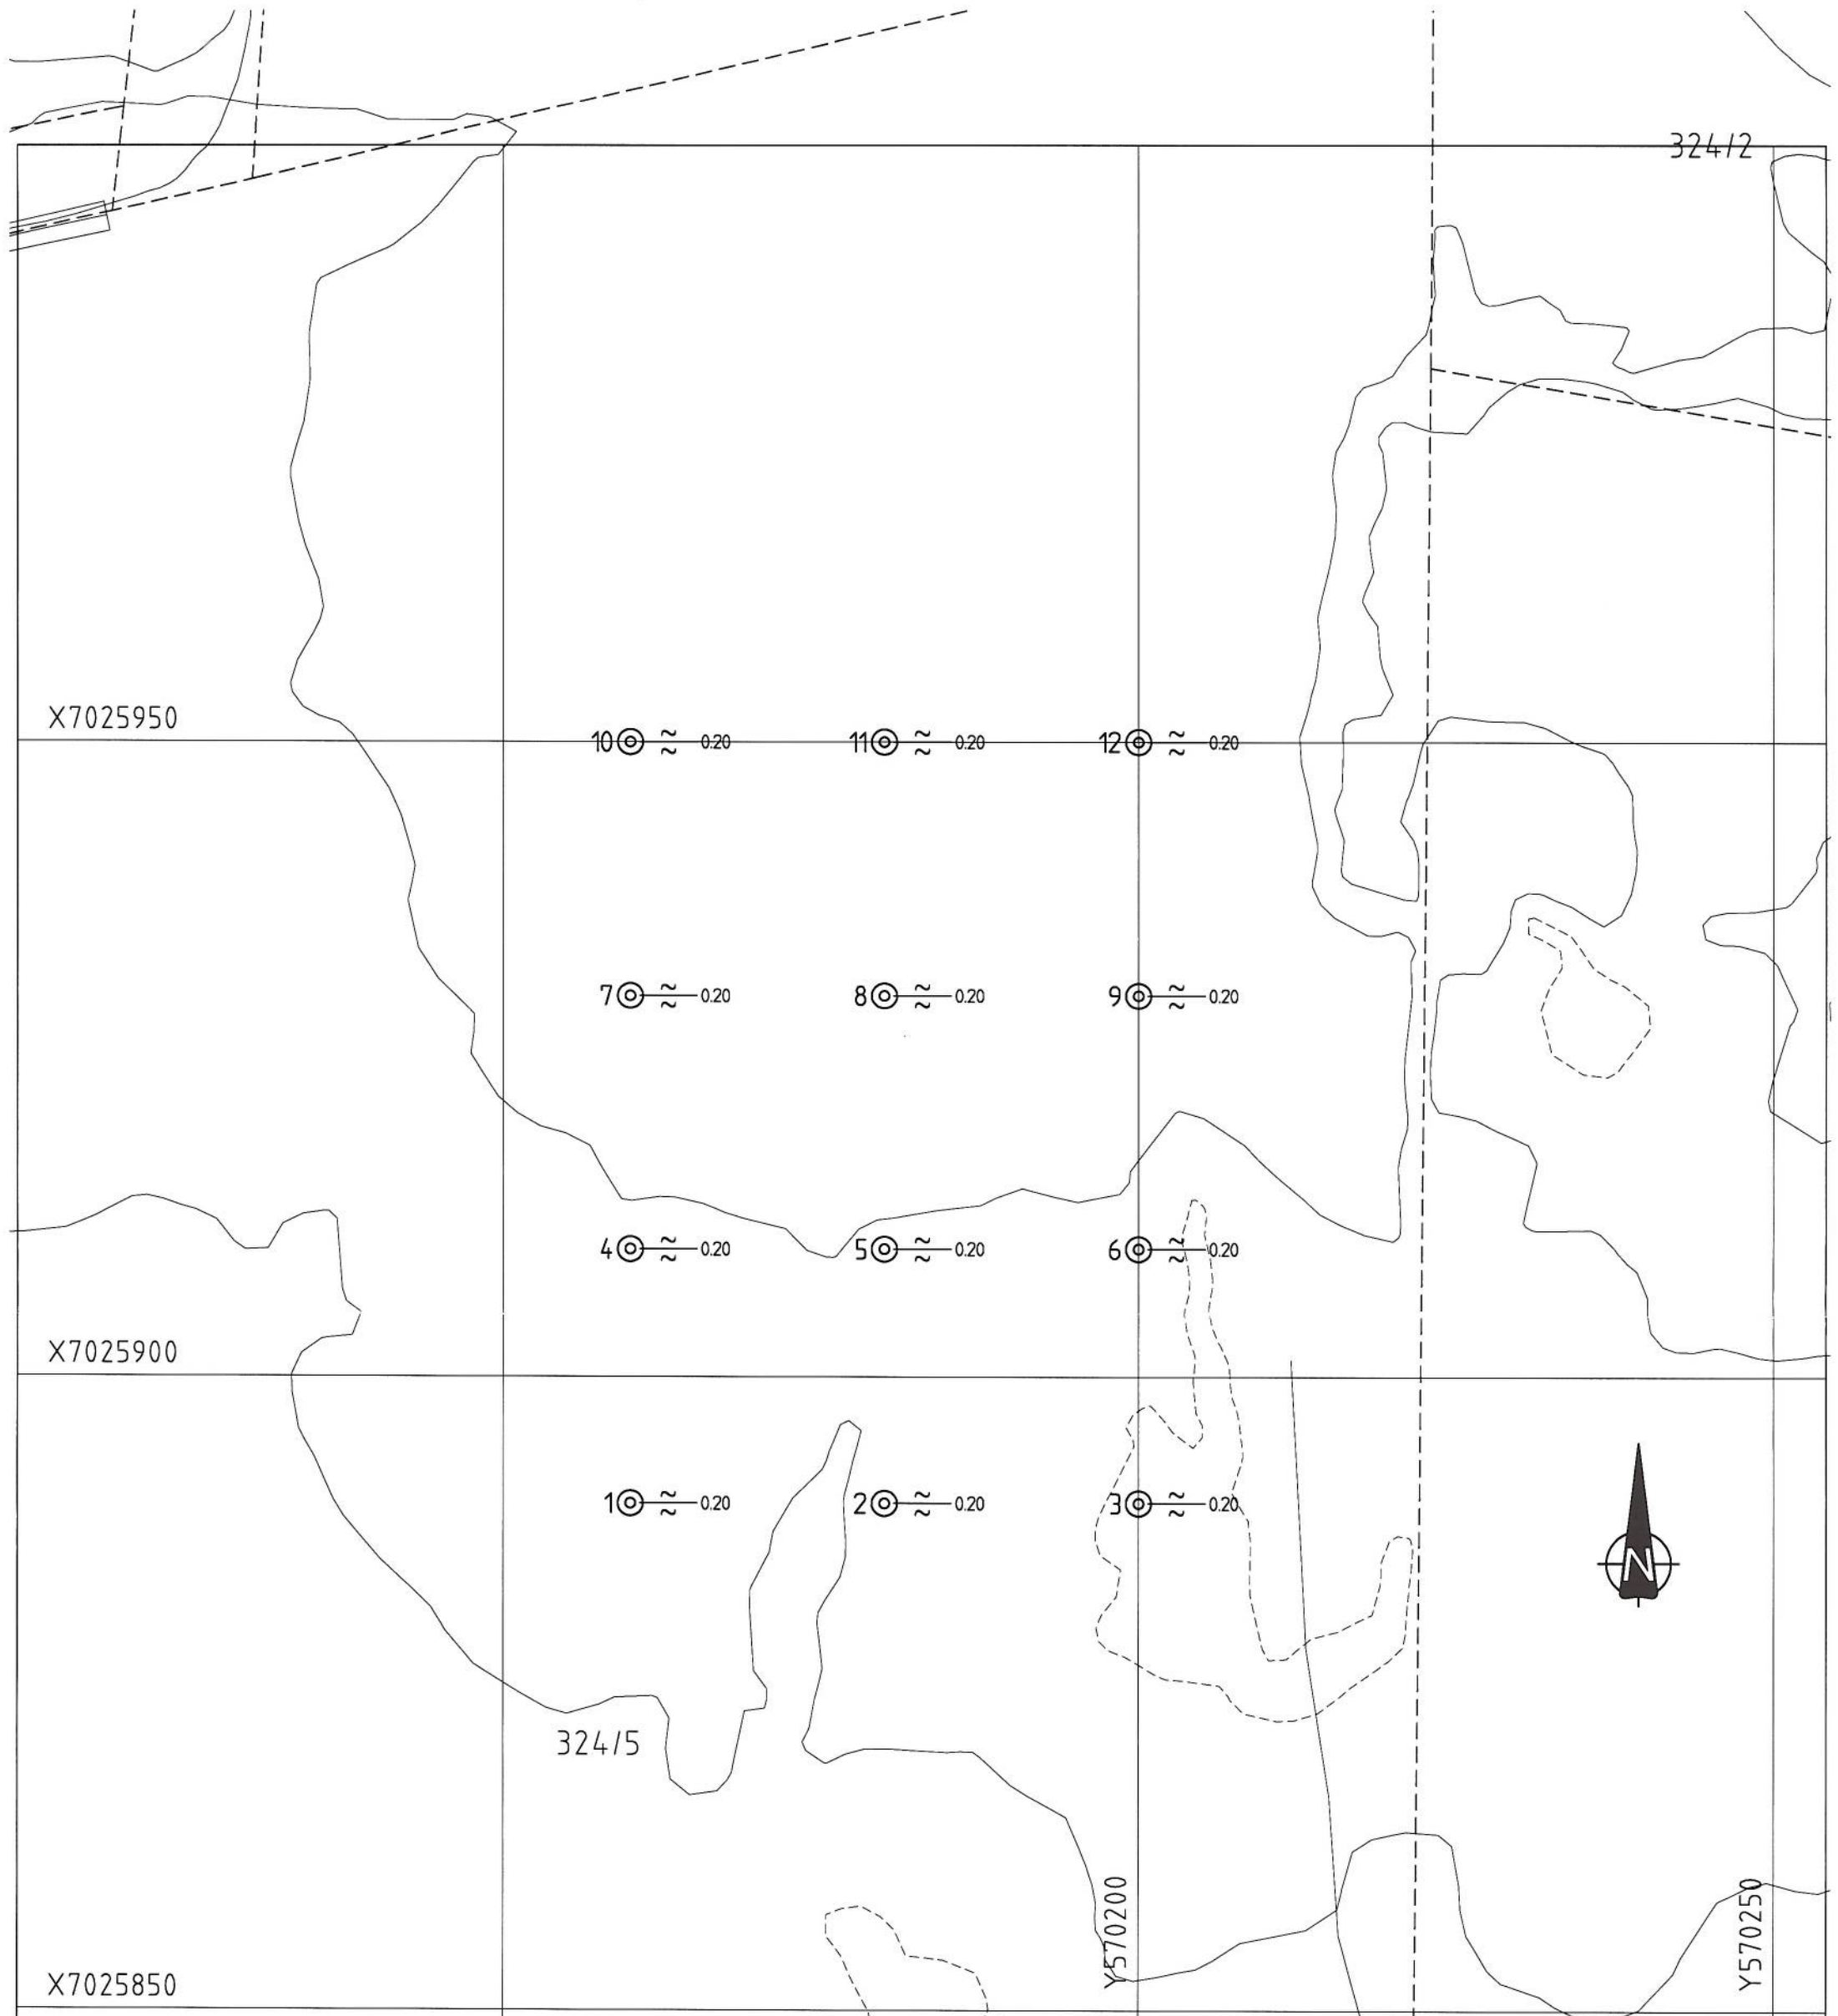 324/2
X7025950
10 ~ ~ 0.20 11 ~ ~ 0.20 12 ~ ~ 0.20
7 ~ ~ 0.20 8 ~ ~ 0.20 9 ~ ~ 0.20
4 ~ ~ 0.20 5 ~ ~ 0.20 6 ~ ~ 0.20
X7025900
1 ~ ~ 0.20 2 ~ ~ 0.20 3 ~ ~ 0.20
N
324/5
Y570200
Y570250
X7025850